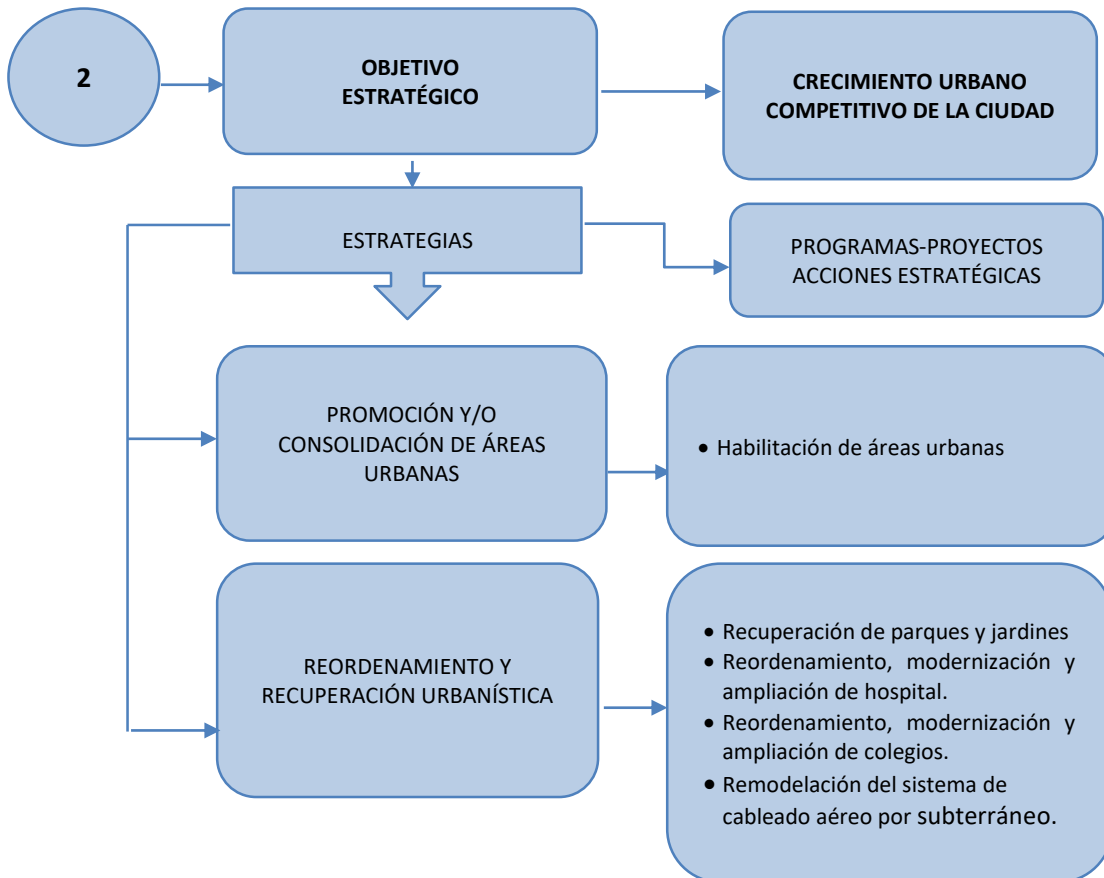 2
OBJETIVO
ESTRATÉGICO
CRECIMIENTO URBANO
COMPETITIVO DE LA CIUDAD
ESTRATEGIAS
PROGRAMAS-PROYECTOS
ACCIONES ESTRATÉGICAS
PROMOCIÓN Y/O
CONSOLIDACIÓN DE ÁREAS
URBANAS
• Habilitación de áreas urbanas
REORDENAMIENTO Y
RECUPERACIÓN URBANÍSTICA
• Recuperación de parques y jardines
• Reordenamiento, modernización y
ampliación de hospital.
• Reordenamiento, modernización y
ampliación de colegios.
• Remodelación del sistema de
cableado aéreo por subterráneo.